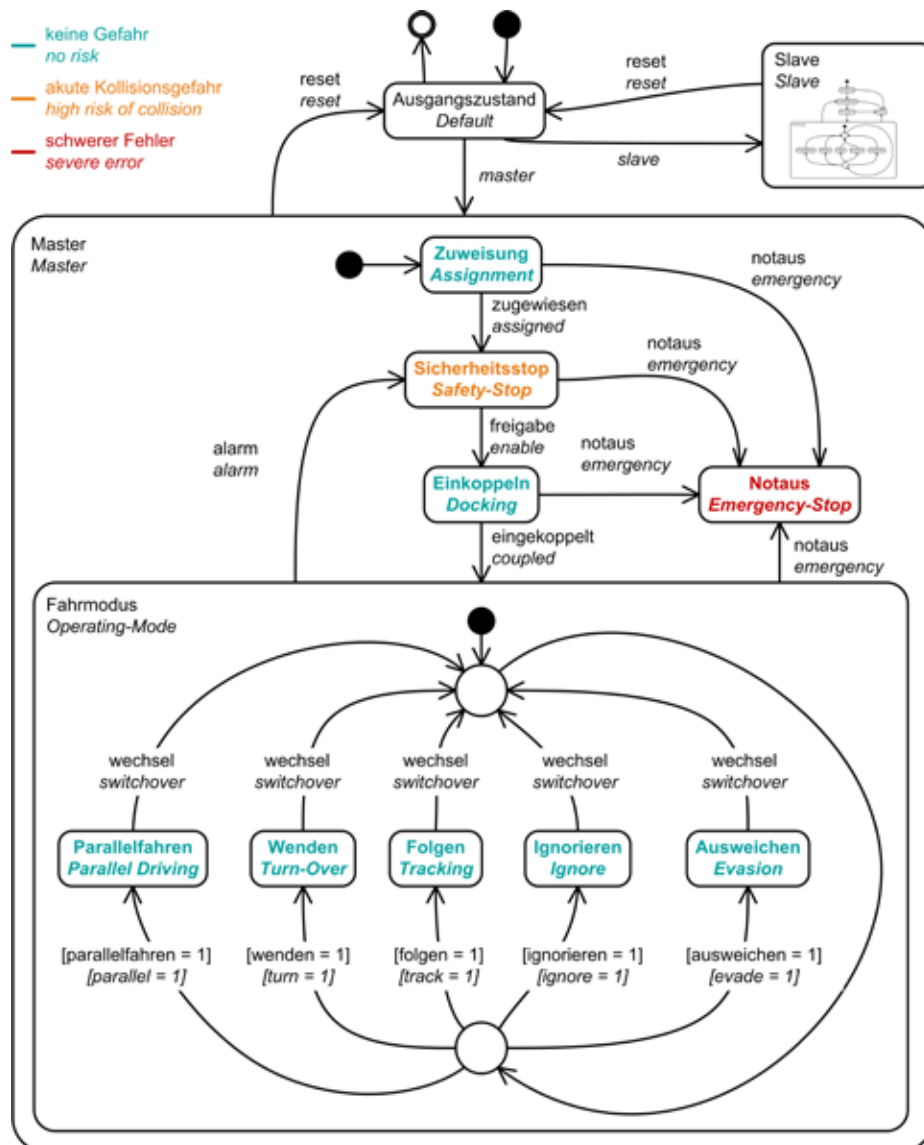 keine Gefahr
no risk
akute Kollisionsgefahr
high risk of collision
schwerer Fehler
severe error
reset
reset
Ausgangszustand
Default
reset
reset
Slave
Slave
slave
master
Master
Master
Zuweisung
Assignment
notaus
emergency
zugewiesen
assigned
Sicherheitsstop
Safety-Stop
notaus
emergency
alarm
alarm
freigabe
enable
notaus
emergency
Einkoppeln
Docking
Notaus
Emergency-Stop
eingekoppelt
coupled
notaus
emergency
Fahrmodus
Operating-Mode
wechsel
switchover
wechsel
switchover
wechsel
switchover
wechsel
switchover
wechsel
switchover
Parallelfahren
Parallel Driving
Wenden
Turn-Over
Folgen
Tracking
Ignorieren
Ignore
Ausweichen
Evasion
[parallelfahren = 1]
[parallel = 1]
[wenden = 1]
[turn = 1]
[folgen = 1]
[track = 1]
[ignorieren = 1]
[ignore = 1]
[ausweichen = 1]
[evade = 1]